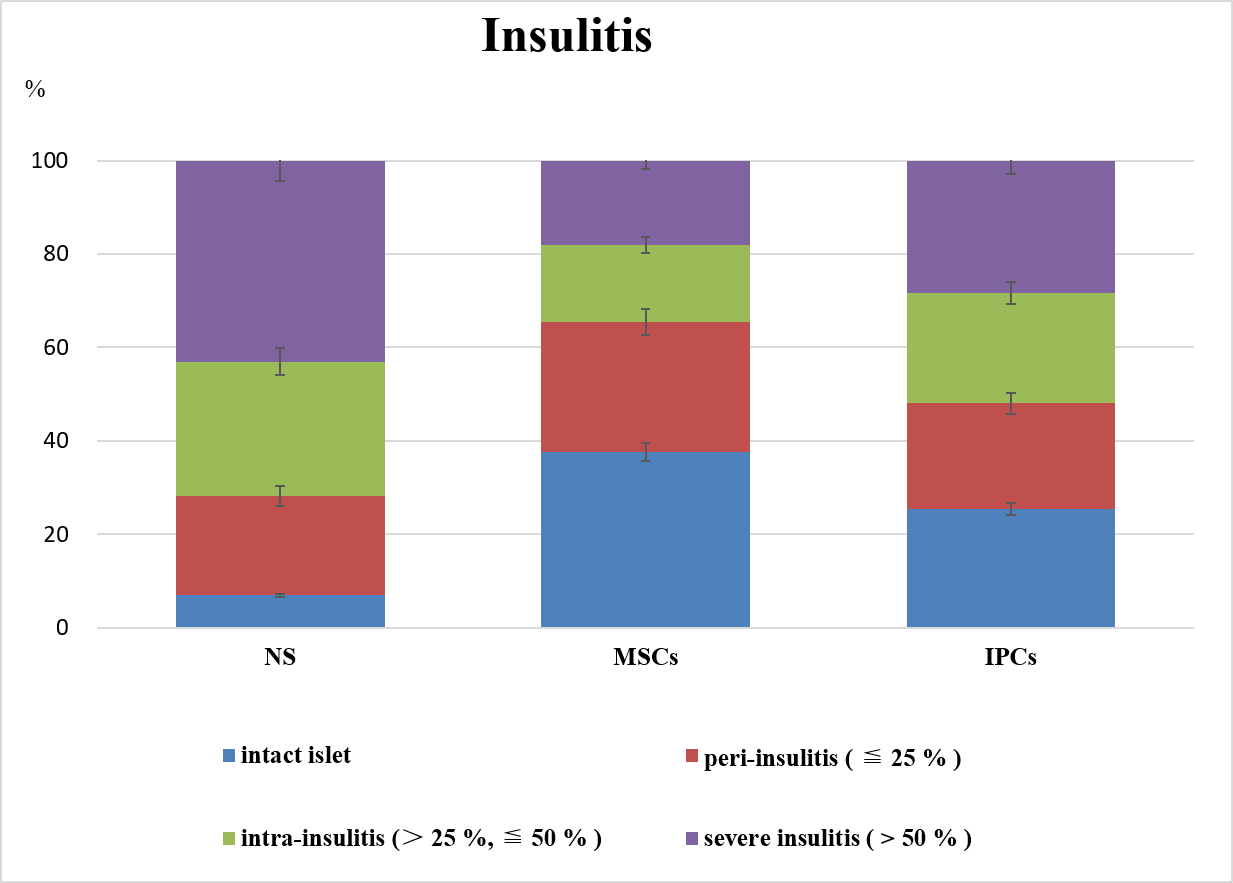 Insulitis
%
100
80
60
40
20
0
NS MSCs IPCs
intact islet
peri-insulitis ( ≦ 25 % )
intra-insulitis (＞ 25 %, ≦ 50 % )
severe insulitis ( > 50 % )